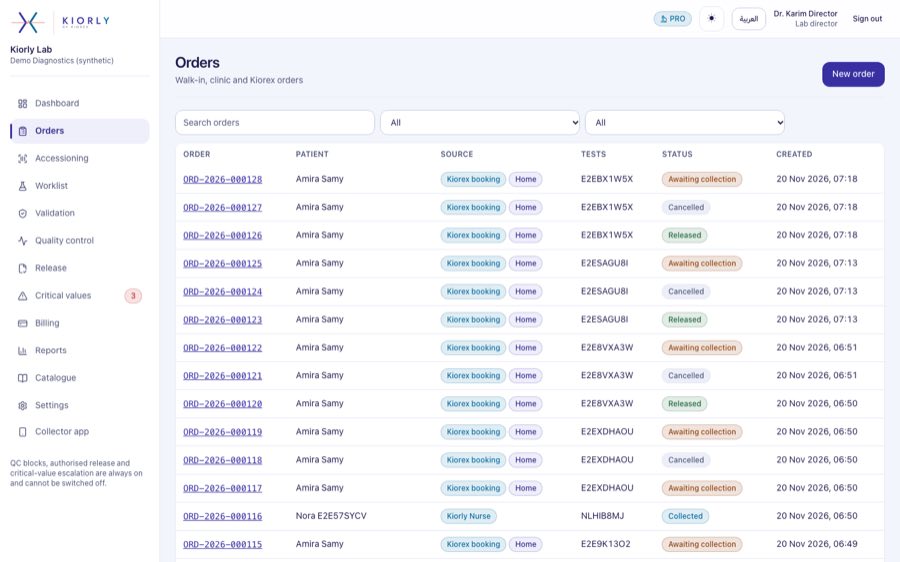 KIORLY
Kiorly Lab
Demo Diagnostics (synthetic)
Dashboard
Orders
Accessioning
Worklist
Validation
Quality control
Release
Critical values 3
Billing
Reports
Catalogue
Settings
Collector app
QC blocks, authorised release and
critical-value escalation are always on
and cannot be switched off.
PRO
العربية
Dr. Karim Director
Lab director
Sign out
Orders
Walk-in, clinic and Kiorex orders
New order
Search orders All All
ORDER PATIENT SOURCE TESTS STATUS CREATED
ORD-2026-000128 Amira Samy Kiorex booking Home E2EBX1W5X Awaiting collection 20 Nov 2026, 07:18
ORD-2026-000127 Amira Samy Kiorex booking Home E2EBX1W5X Cancelled 20 Nov 2026, 07:18
ORD-2026-000126 Amira Samy Kiorex booking Home E2EBX1W5X Released 20 Nov 2026, 07:18
ORD-2026-000125 Amira Samy Kiorex booking Home E2ESAGU8I Awaiting collection 20 Nov 2026, 07:13
ORD-2026-000124 Amira Samy Kiorex booking Home E2ESAGU8I Cancelled 20 Nov 2026, 07:13
ORD-2026-000123 Amira Samy Kiorex booking Home E2ESAGU8I Released 20 Nov 2026, 07:13
ORD-2026-000122 Amira Samy Kiorex booking Home E2E8VXA3W Awaiting collection 20 Nov 2026, 06:51
ORD-2026-000121 Amira Samy Kiorex booking Home E2E8VXA3W Cancelled 20 Nov 2026, 06:51
ORD-2026-000120 Amira Samy Kiorex booking Home E2E8VXA3W Released 20 Nov 2026, 06:50
ORD-2026-000119 Amira Samy Kiorex booking Home E2EXDHAOU Awaiting collection 20 Nov 2026, 06:50
ORD-2026-000118 Amira Samy Kiorex booking Home E2EXDHAOU Cancelled 20 Nov 2026, 06:50
ORD-2026-000117 Amira Samy Kiorex booking Home E2EXDHAOU Awaiting collection 20 Nov 2026, 06:50
ORD-2026-000116 Nora E2E57SYCV Kiorly Nurse NLHIB8MJ Collected 20 Nov 2026, 06:50
ORD-2026-000115 Amira Samy Kiorex booking Home E2E9K13O2 Awaiting collection 20 Nov 2026, 06:49